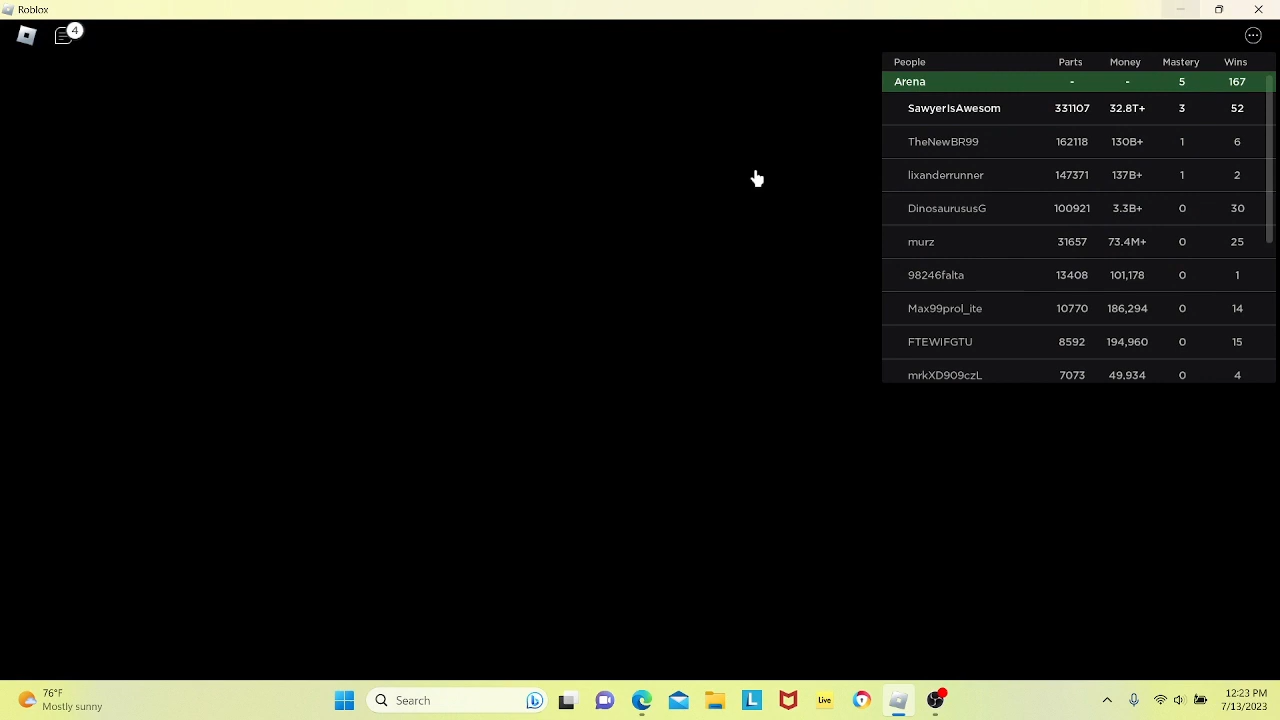 Roblox
4
People Parts Money Mastery Wins
Arena - - 5 167
SawyerIsAwesom 331107 32.8T+ 3 52
TheNewBR99 162118 130B+ 1 6
lixanderrunner 147371 137B+ 1 2
DinosaurususG 100921 3.3B+ 0 30
murz 31657 73.4M+ 0 25
98246falta 13408 101,178 0 1
Max99prol_ite 10770 186,294 0 14
FTEWIFGTU 8592 194,960 0 15
mrkXD909czL 7073 49,934 0 4
76°F
Mostly sunny
Search
L
Live
12:23 PM
7/13/2023